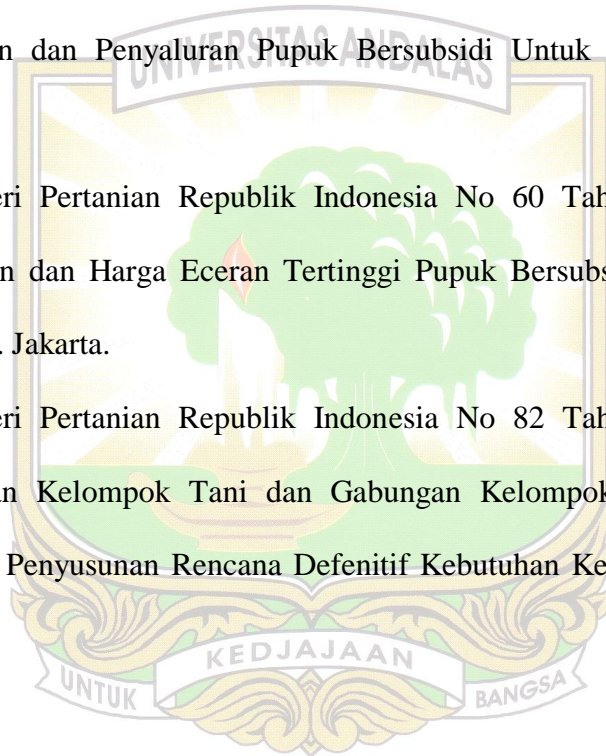 n dan Penyaluran Pupuk Bersubsidi Untuk
UNIVERSITAS ANDALAS
eri Pertanian Republik Indonesia No 60 Tah
n dan Harga Eceran Tertinggi Pupuk Bersubs
. Jakarta.
eri Pertanian Republik Indonesia No 82 Tah
an Kelompok Tani dan Gabungan Kelompok
Penyusunan Rencana Defenitif Kebutuhan Ke
KEDJAJAAN
UNTUK
BANGSA